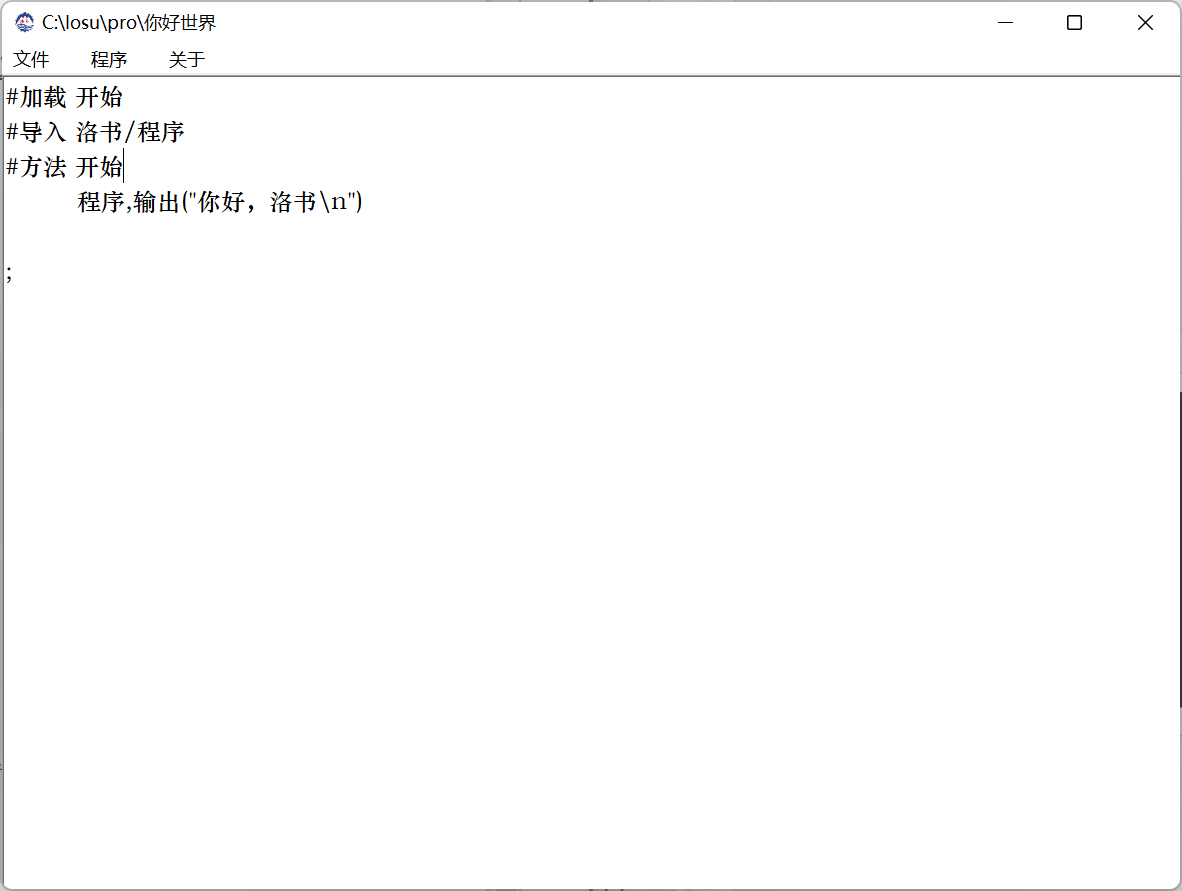 C:\losu\pro\你好世界
文件 程序 关于
#加载 开始
#导入 洛书/程序
#方法 开始
程序,输出("你好，洛书\n")
;